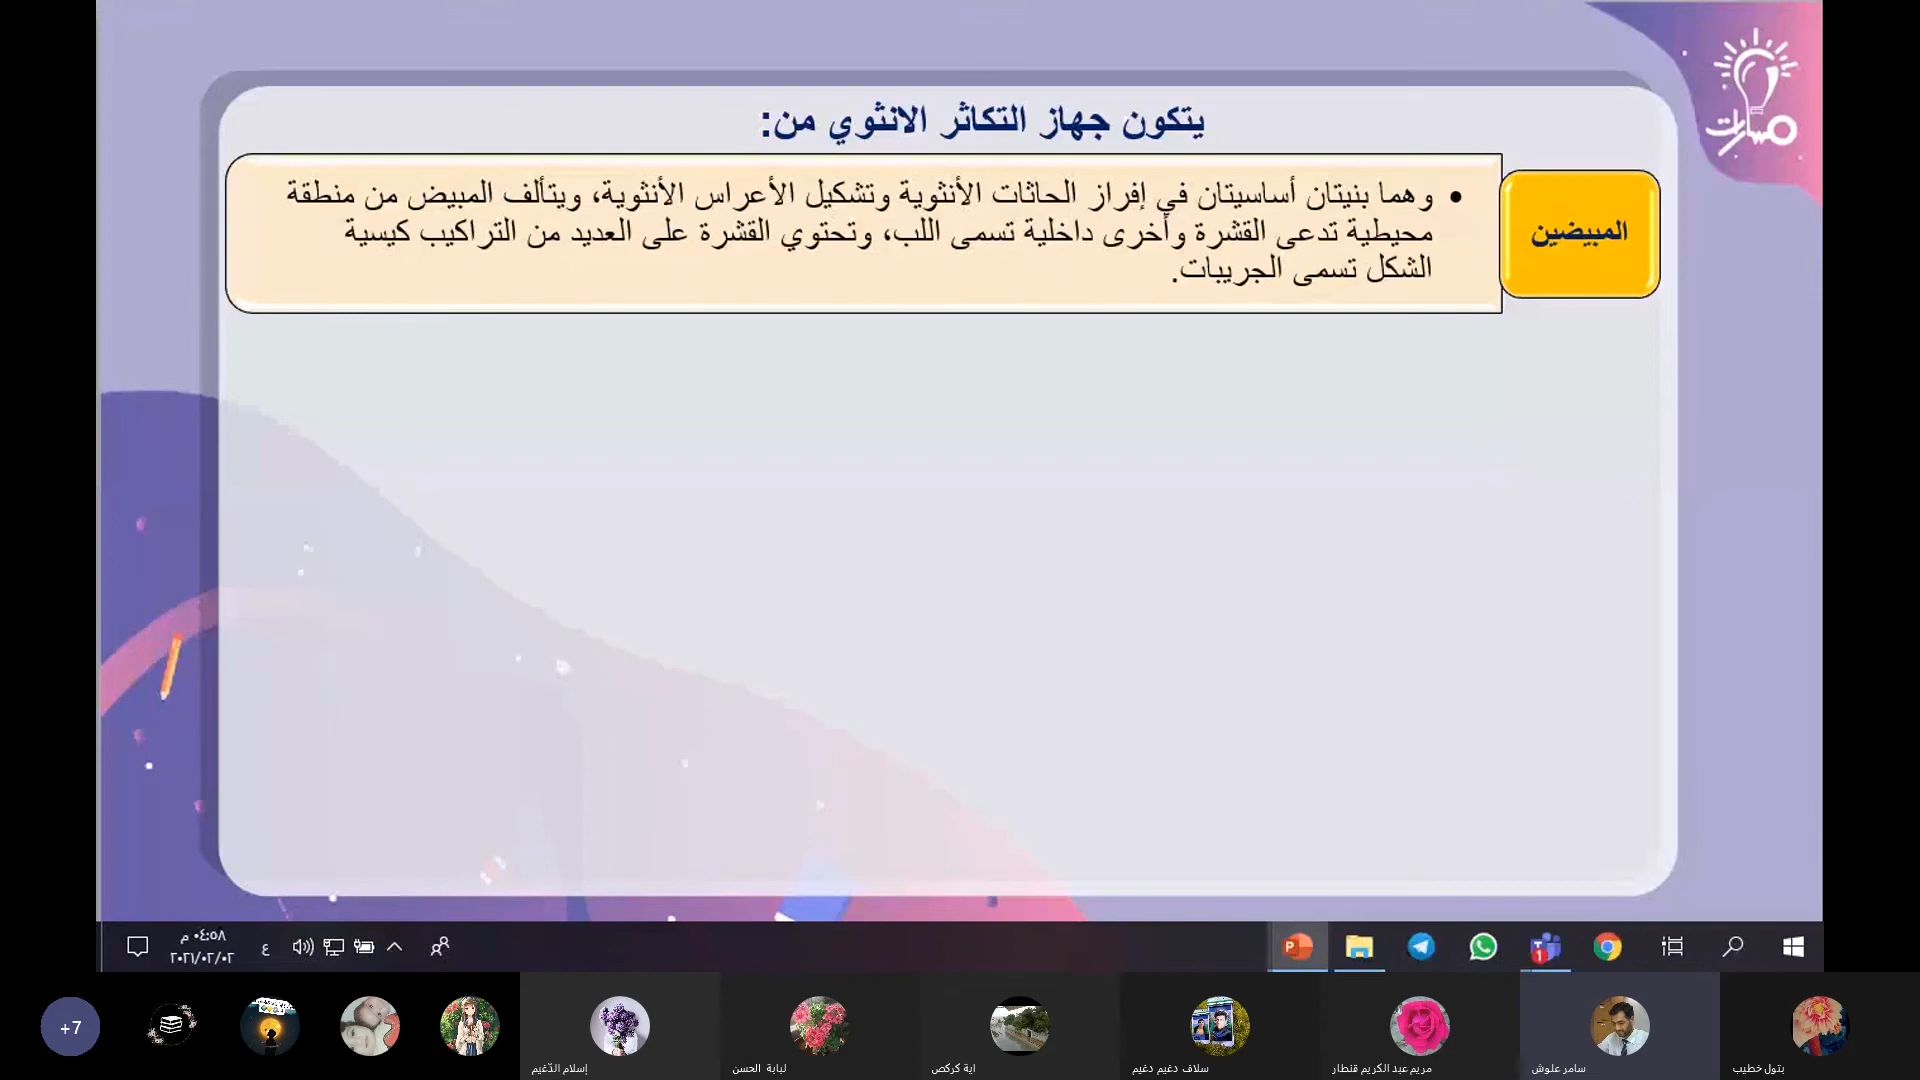 مسارات
يتكون جهاز التكاثر الانثوي من:
المبيضين
• وهما بنيتان أساسيتان في إفراز الحاثات الأنثوية وتشكيل الأعراس الأنثوية، ويتألف المبيض من منطقة
محيطية تدعى القشرة وأخرى داخلية تسمى اللب، وتحتوي القشرة على العديد من التراكيب كيسية
الشكل تسمى الجريبات.
٠٤:٥٨ م
٢٠٢١/٠٢/٠٢
ع
1
+7
إسلام الدّغيم
لبابة الحسن
اية كركص
سلاف دغيم دغيم
مريم عبد الكريم قنطار
سامر علوش
بتول خطيب